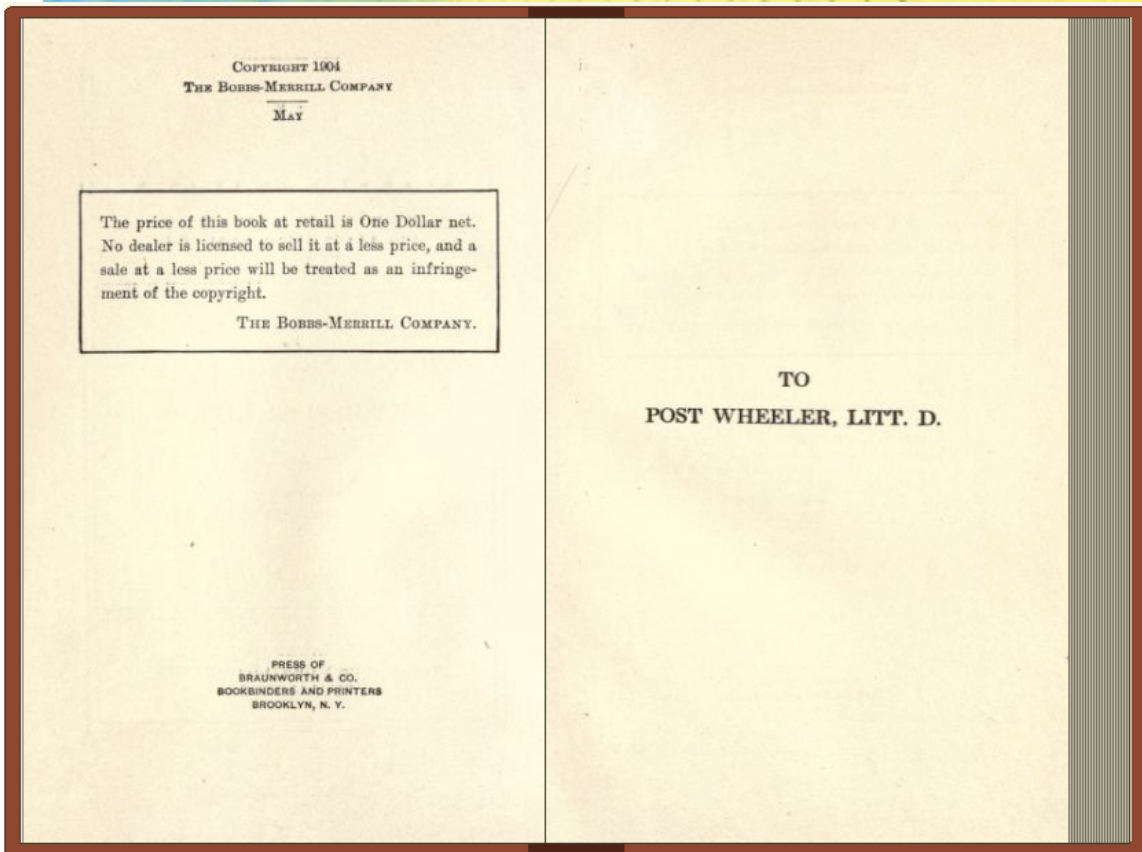 COPYRIGHT 1904
THE BOBBS-MERRILL COMPANY
MAY
The price of this book at retail is One Dollar net.
No dealer is licensed to sell it at a less price, and a
sale at a less price will be treated as an infringe-
ment of the copyright.
THE BOBBS-MERRILL COMPANY.
PRESS OF
BRAUNWORTH & CO.
BOOKBINDERS AND PRINTERS
BROOKLYN, N. Y.
TO
POST WHEELER, LITT. D.